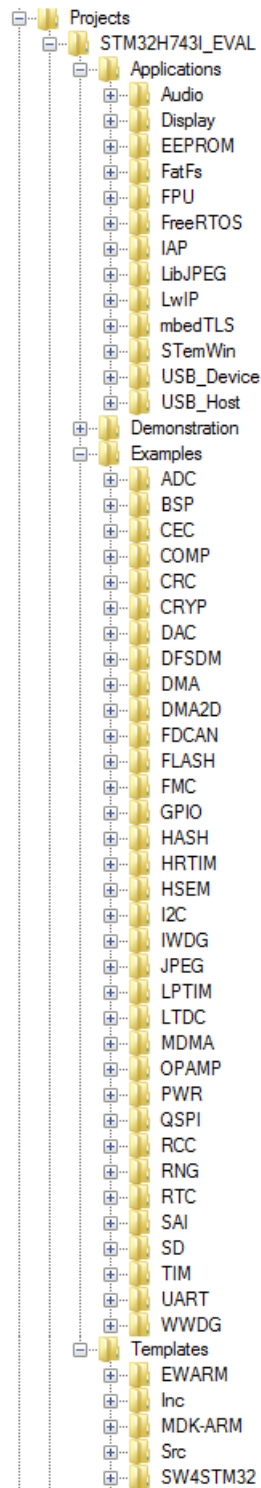 Projects
STM32H743I_EVAL
Applications
Audio
Display
EEPROM
FatFs
FPU
FreeRTOS
IAP
LibJPEG
LwIP
mbedTLS
STemWin
USB_Device
USB_Host
Demonstration
Examples
ADC
BSP
CEC
COMP
CRC
CRYP
DAC
DFSDM
DMA
DMA2D
FDCAN
FLASH
FMC
GPIO
HASH
HRTIM
HSEM
I2C
IWDG
JPEG
LPTIM
LTDC
MDMA
OPAMP
PWR
QSPI
RCC
RNG
RTC
SAI
SD
TIM
UART
WWDG
Templates
EWARM
Inc
MDK-ARM
Src
SW4STM32